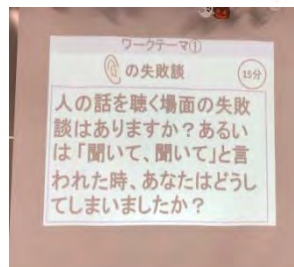 ワークテーマ①
の失敗談
15分
人の話を聴く場面の失敗
談はありますか？あるい
は「聞いて、聞いて」と言
われた時、あなたはどうし
てしまいましたか？